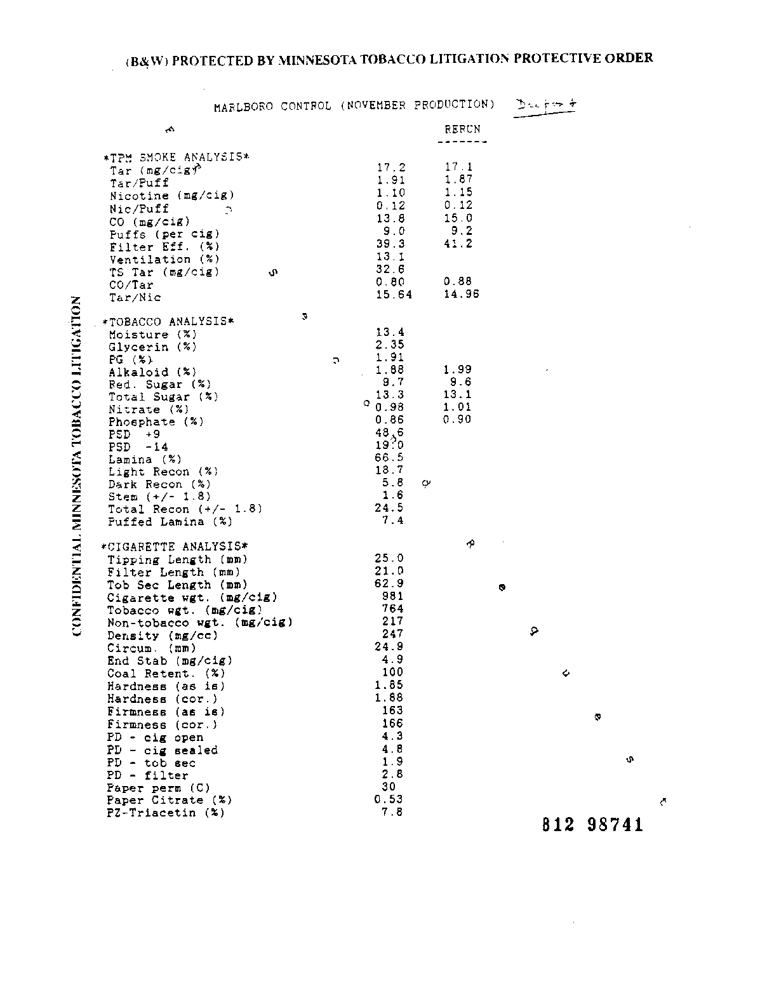 (B&W) PROTECTED BY MINNESOTA TOBACCO LITIGATION PROTECTIVE ORDER
MARLBORO CONTROL (NOVEMBER PRODUCTION)
RERCN
-------
*TPM SMOKE ANALYSIS*
Tar (mg/cig) 17.2 17.1
Tar/Puff 1.91 1.87
Nicotine (mg/cig) 1.10 1.15
Nic/Puff 0.12 0.12
CO (mg/cig) 13.8 15.0
Puffs (per cig) 9.0 9.2
Filter Eff. (%) 39.3 41.2
Ventilation (%) 13.1
TS Tar (mg/cig) 32.6
CO/Tar 0.80 0.88
Tar/Nic 15.64 14.96
*TOBACCO ANALYSIS*
Moisture (%) 13.4
Glycerin (%) 2.35
PG (%) 1.91
Alkaloid (%) 1.88 1.99
Red. Sugar (%) 9.7 9.6
Total Sugar (%) 13.3 13.1
Nitrate (%) 0.98 1.01
Phosphate (%) 0.86 0.90
PSD +9 48.6
PSD -14 19.0
Lamina (%) 66.5
Light Recon (%) 18.7
Dark Recon (%) 5.8
Stem (+/- 1.8) 1.6
Total Recon (+/- 1.8) 24.5
Puffed Lamina (%) 7.4
*CIGARETTE ANALYSIS*
Tipping Length (mm) 25.0
Filter Length (mm) 21.0
Tob Sec Length (mm) 62.9
Cigarette wgt. (mg/cig) 981
Tobacco wgt. (mg/cig) 764
Non-tobacco wgt. (mg/cig) 217
Density (mg/cc) 247
Circum. (mm) 24.9
End Stab (mg/cig) 4.9
Coal Retent. (%) 100
Hardness (as is) 1.85
Hardness (cor.) 1.88
Firmness (as is) 163
Firmness (cor.) 166
PD - cig open 4.3
PD - cig sealed 4.8
PD - tob sec 1.9
PD - filter 2.8
Paper perm (C) 30
Paper Citrate (%) 0.53
PZ-Triacetin (%) 7.8
812 98741
CONFIDENTIAL MINNESOTA TOBACCO LITIGATION